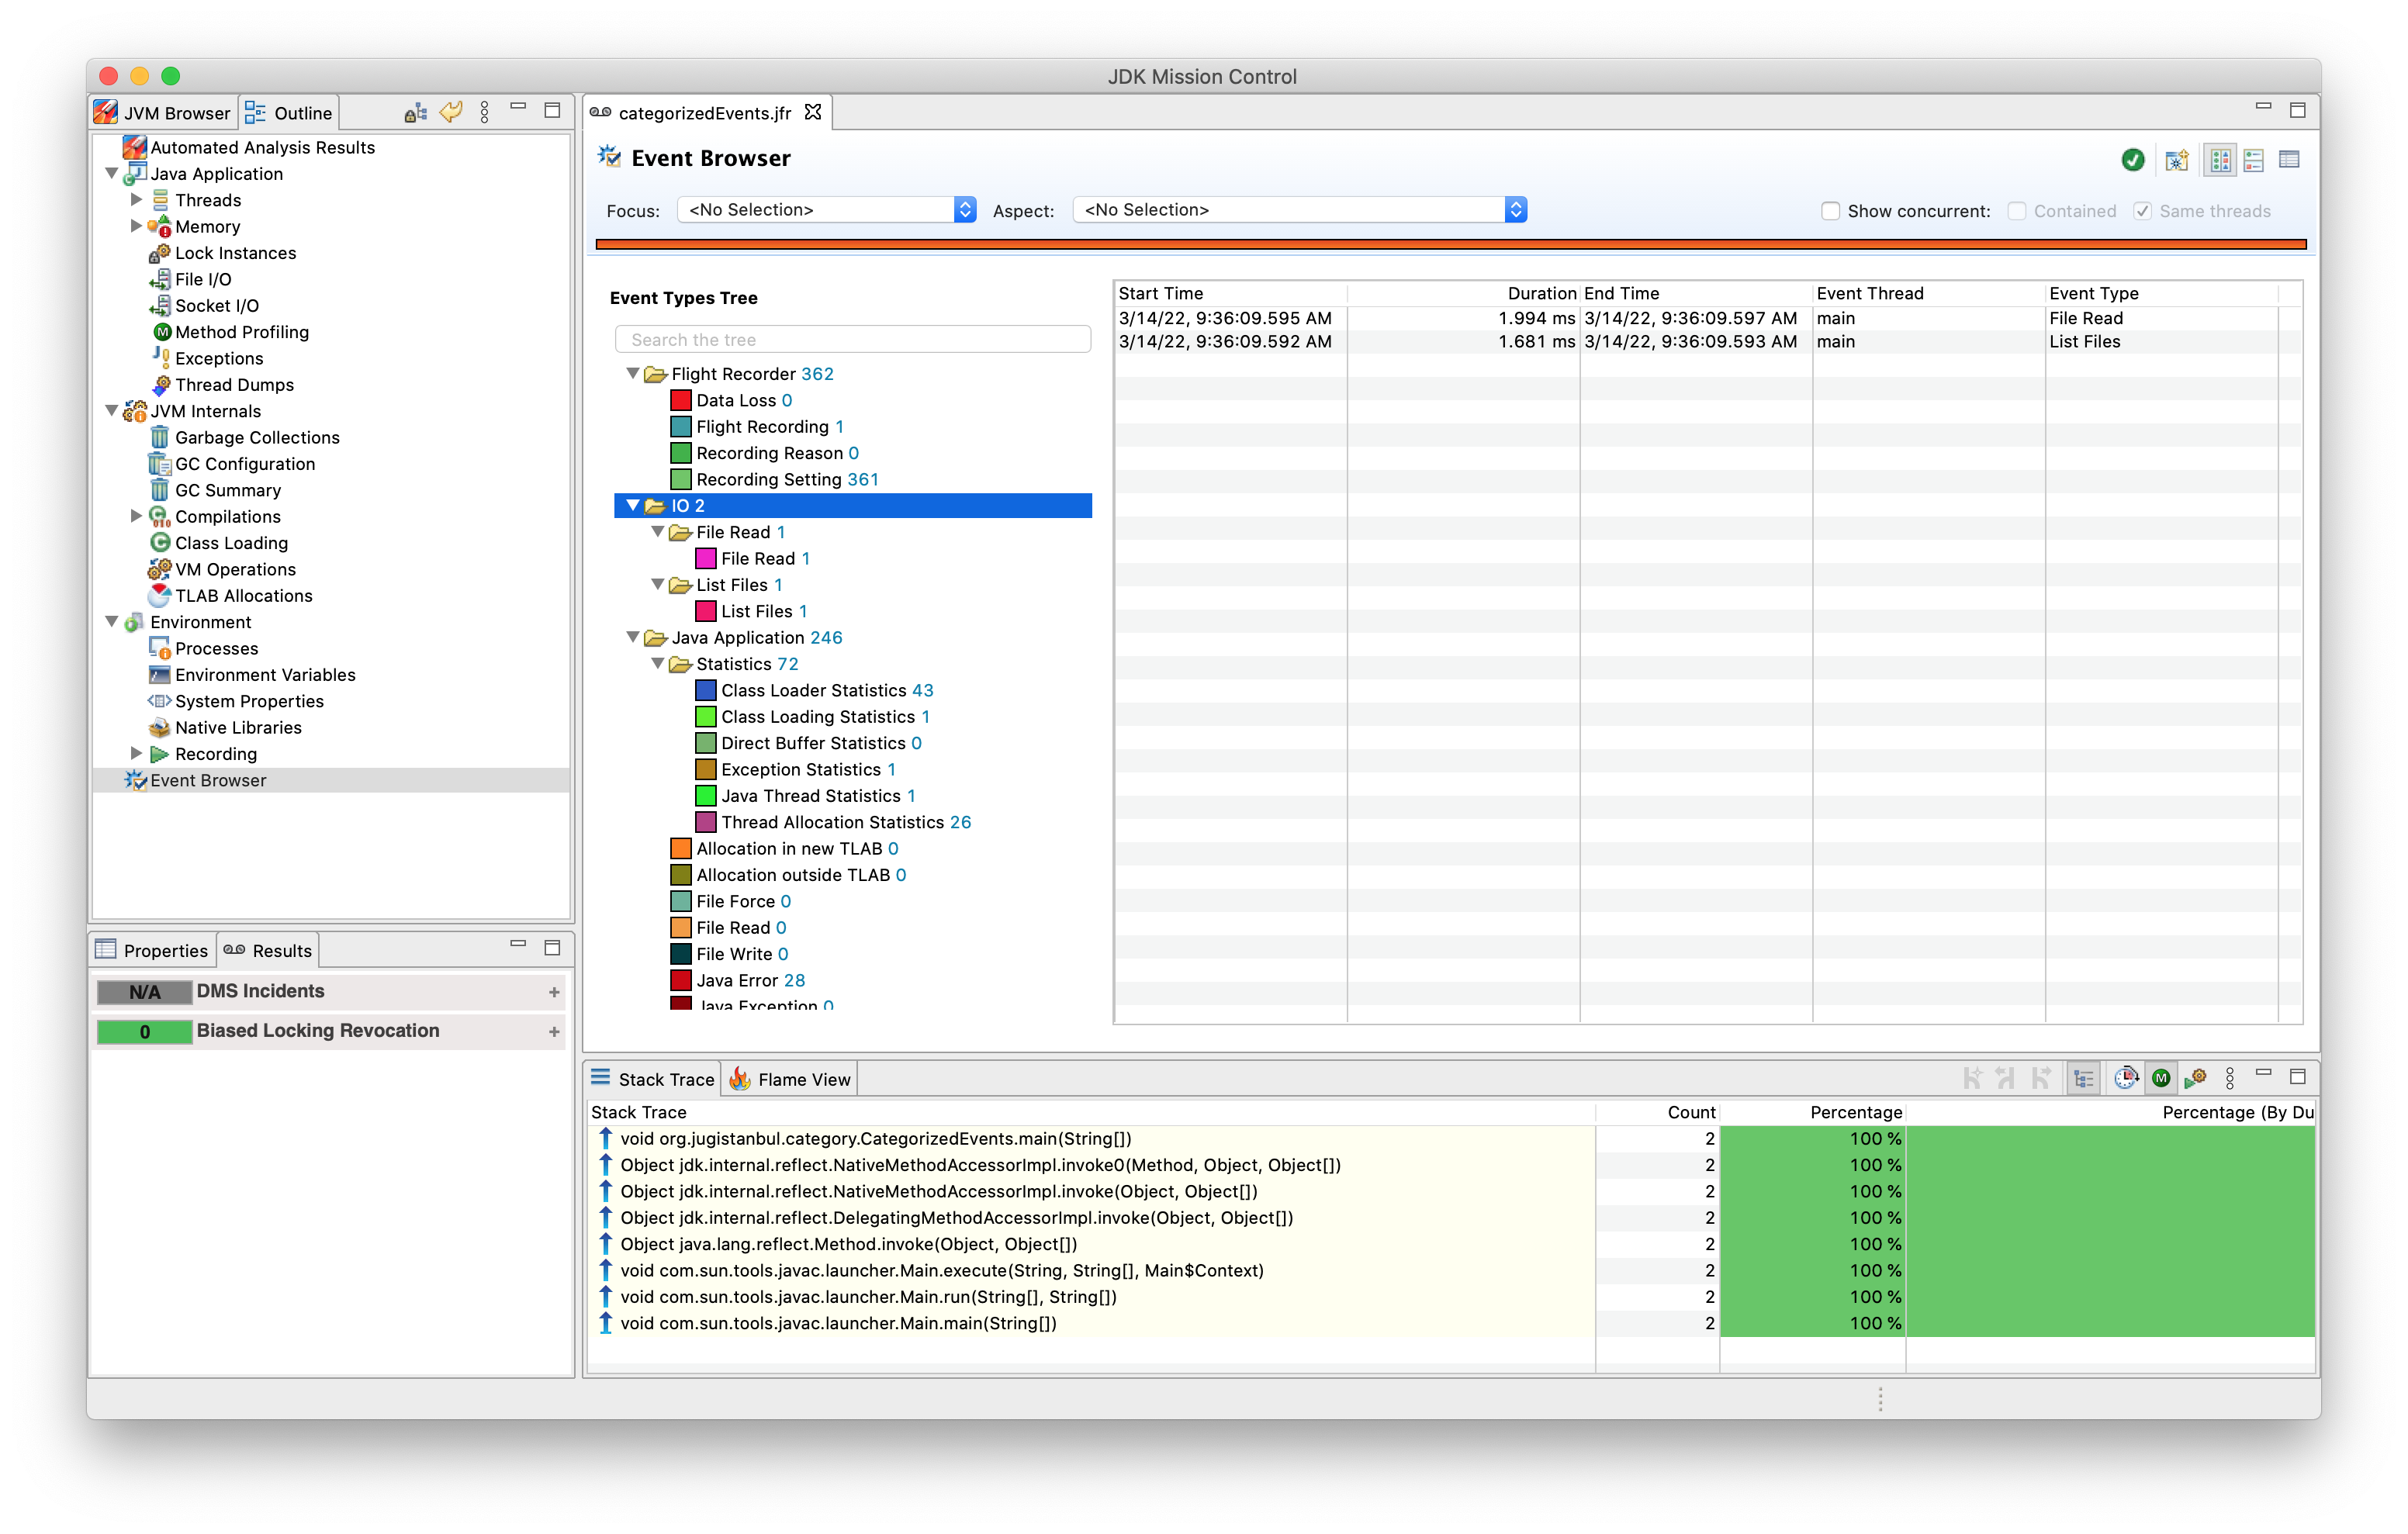 JDK Mission Control
JVM Browser
Outline
Automated Analysis Results
Java Application
Threads
Memory
Lock Instances
File I/O
Socket I/O
Method Profiling
Exceptions
Thread Dumps
JVM Internals
Garbage Collections
GC Configuration
GC Summary
Compilations
Class Loading
VM Operations
TLAB Allocations
Environment
Processes
Environment Variables
System Properties
Native Libraries
Recording
Event Browser
Properties
Results
N/A DMS Incidents +
0 Biased Locking Revocation +
categorizedEvents.jfr
Event Browser
Focus: <No Selection> Aspect: <No Selection> Show concurrent: Contained Same threads
Event Types Tree
Search the tree
Flight Recorder 362
Data Loss 0
Flight Recording 1
Recording Reason 0
Recording Setting 361
IO 2
File Read 1
File Read 1
List Files 1
List Files 1
Java Application 246
Statistics 72
Class Loader Statistics 43
Class Loading Statistics 1
Direct Buffer Statistics 0
Exception Statistics 1
Java Thread Statistics 1
Thread Allocation Statistics 26
Allocation in new TLAB 0
Allocation outside TLAB 0
File Force 0
File Read 0
File Write 0
Java Error 28
Java Exception 0
Start Time Duration End Time Event Thread Event Type
3/14/22, 9:36:09.595 AM 1.994 ms 3/14/22, 9:36:09.597 AM main File Read
3/14/22, 9:36:09.592 AM 1.681 ms 3/14/22, 9:36:09.593 AM main List Files
Stack Trace
Flame View
Stack Trace Count Percentage Percentage (By Du
void org.jugistanbul.category.CategorizedEvents.main(String[]) 2 100 %
Object jdk.internal.reflect.NativeMethodAccessorImpl.invoke0(Method, Object, Object[]) 2 100 %
Object jdk.internal.reflect.NativeMethodAccessorImpl.invoke(Object, Object[]) 2 100 %
Object jdk.internal.reflect.DelegatingMethodAccessorImpl.invoke(Object, Object[]) 2 100 %
Object java.lang.reflect.Method.invoke(Object, Object[]) 2 100 %
void com.sun.tools.javac.launcher.Main.execute(String, String[], Main$Context) 2 100 %
void com.sun.tools.javac.launcher.Main.run(String[], String[]) 2 100 %
void com.sun.tools.javac.launcher.Main.main(String[]) 2 100 %